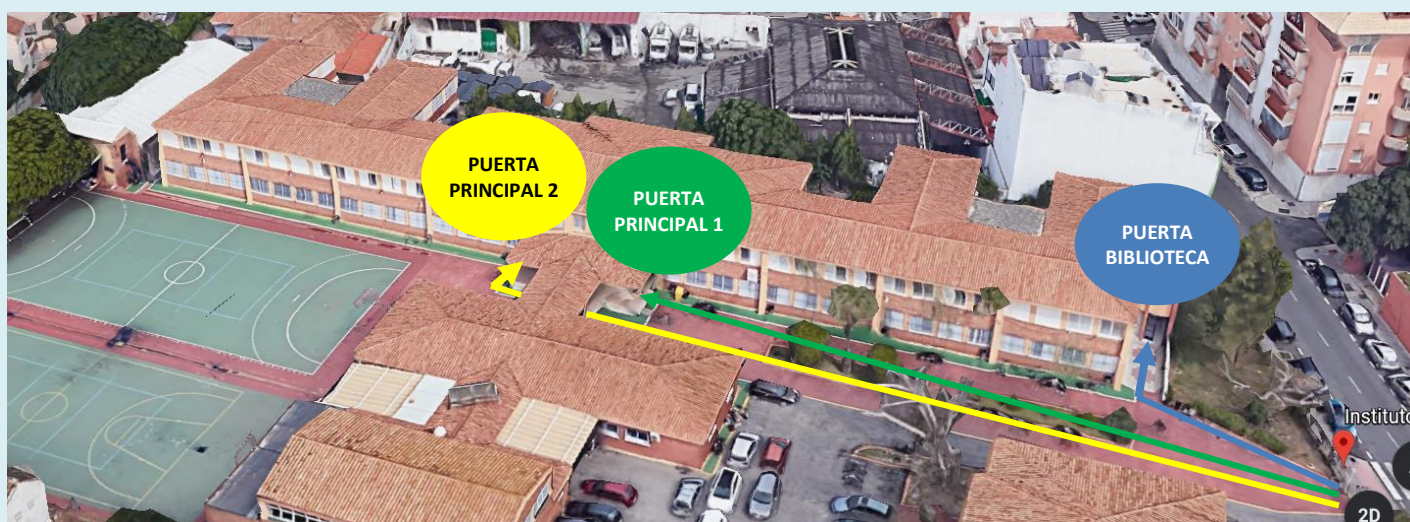 PUERTA
PRINCIPAL 2
PUERTA
PRINCIPAL 1
PUERTA
BIBLIOTECA
Instituto
2D